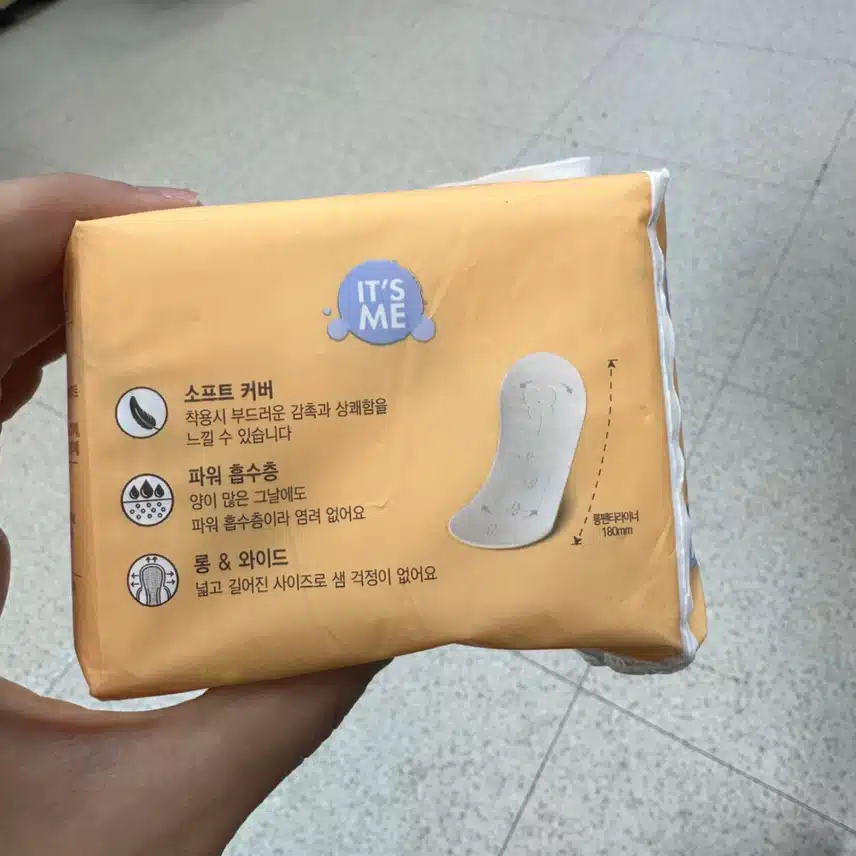 IT'S
ME
소프트 커버
착용시 부드러운 감촉과 상쾌함을
느낄 수 있습니다
파워 흡수층
양이 많은 그날에도
파워 흡수층이라 염려 없어요
롱 & 와이드
넓고 길어진 사이즈로 샘 걱정이 없어요
롱팬티라이너
180mm